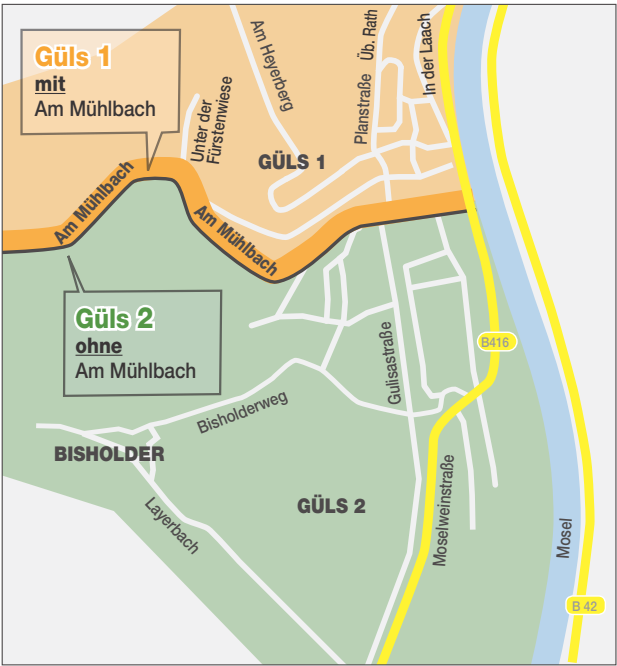 Güls 1
mit
Am Mühlbach
Am Heyerberg
Planstraße
Üb. Rath
In der Laach
Unter der
Fürstenwiese
GÜLS 1
Am Mühlbach
Am Mühlbach
Güls 2
ohne
Am Mühlbach
B416
Gulisastraße
Bisholderweg
BISHOLDER
Layerbach
GÜLS 2
Moselweinstraße
Mosel
B 42